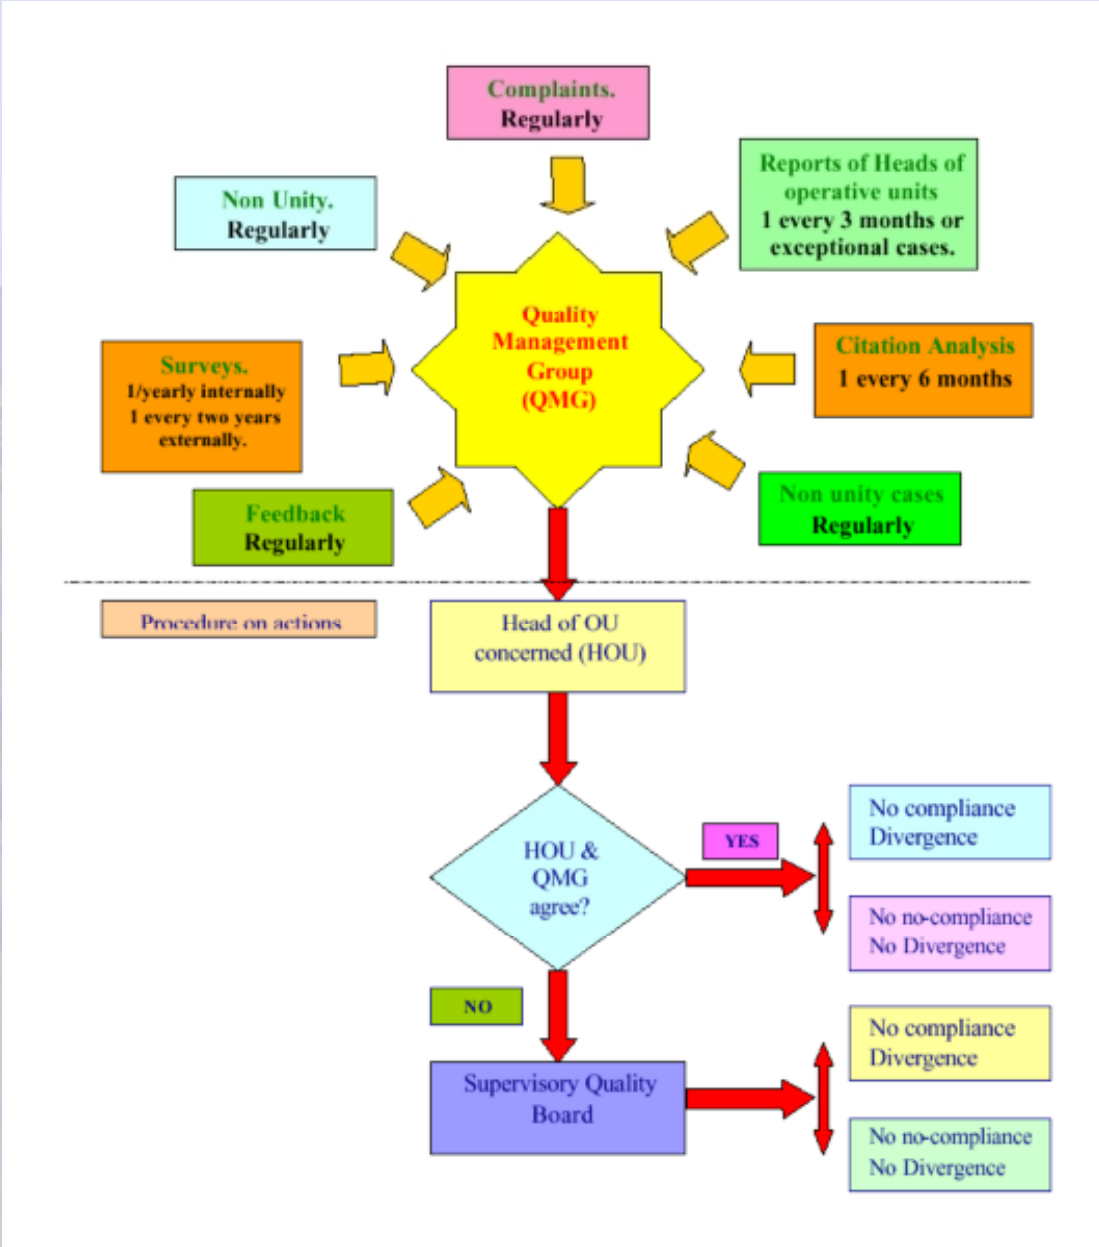 Complaints.
Regularly
Non Unity.
Regularly
Reports of Heads of
operative units
1 every 3 months or
exceptional cases.
Quality
Management
Group
(QMG)
Surveys.
1/yearly internally
1 every two years
externally.
Citation Analysis
1 every 6 months
Feedback
Regularly
Non unity cases
Regularly
Procedure on actions
Head of OU
concerned (HOU)
HOU &
QMG
agree?
YES
No compliance
Divergence
No no-compliance
No Divergence
NO
Supervisory Quality
Board
No compliance
Divergence
No no-compliance
No Divergence